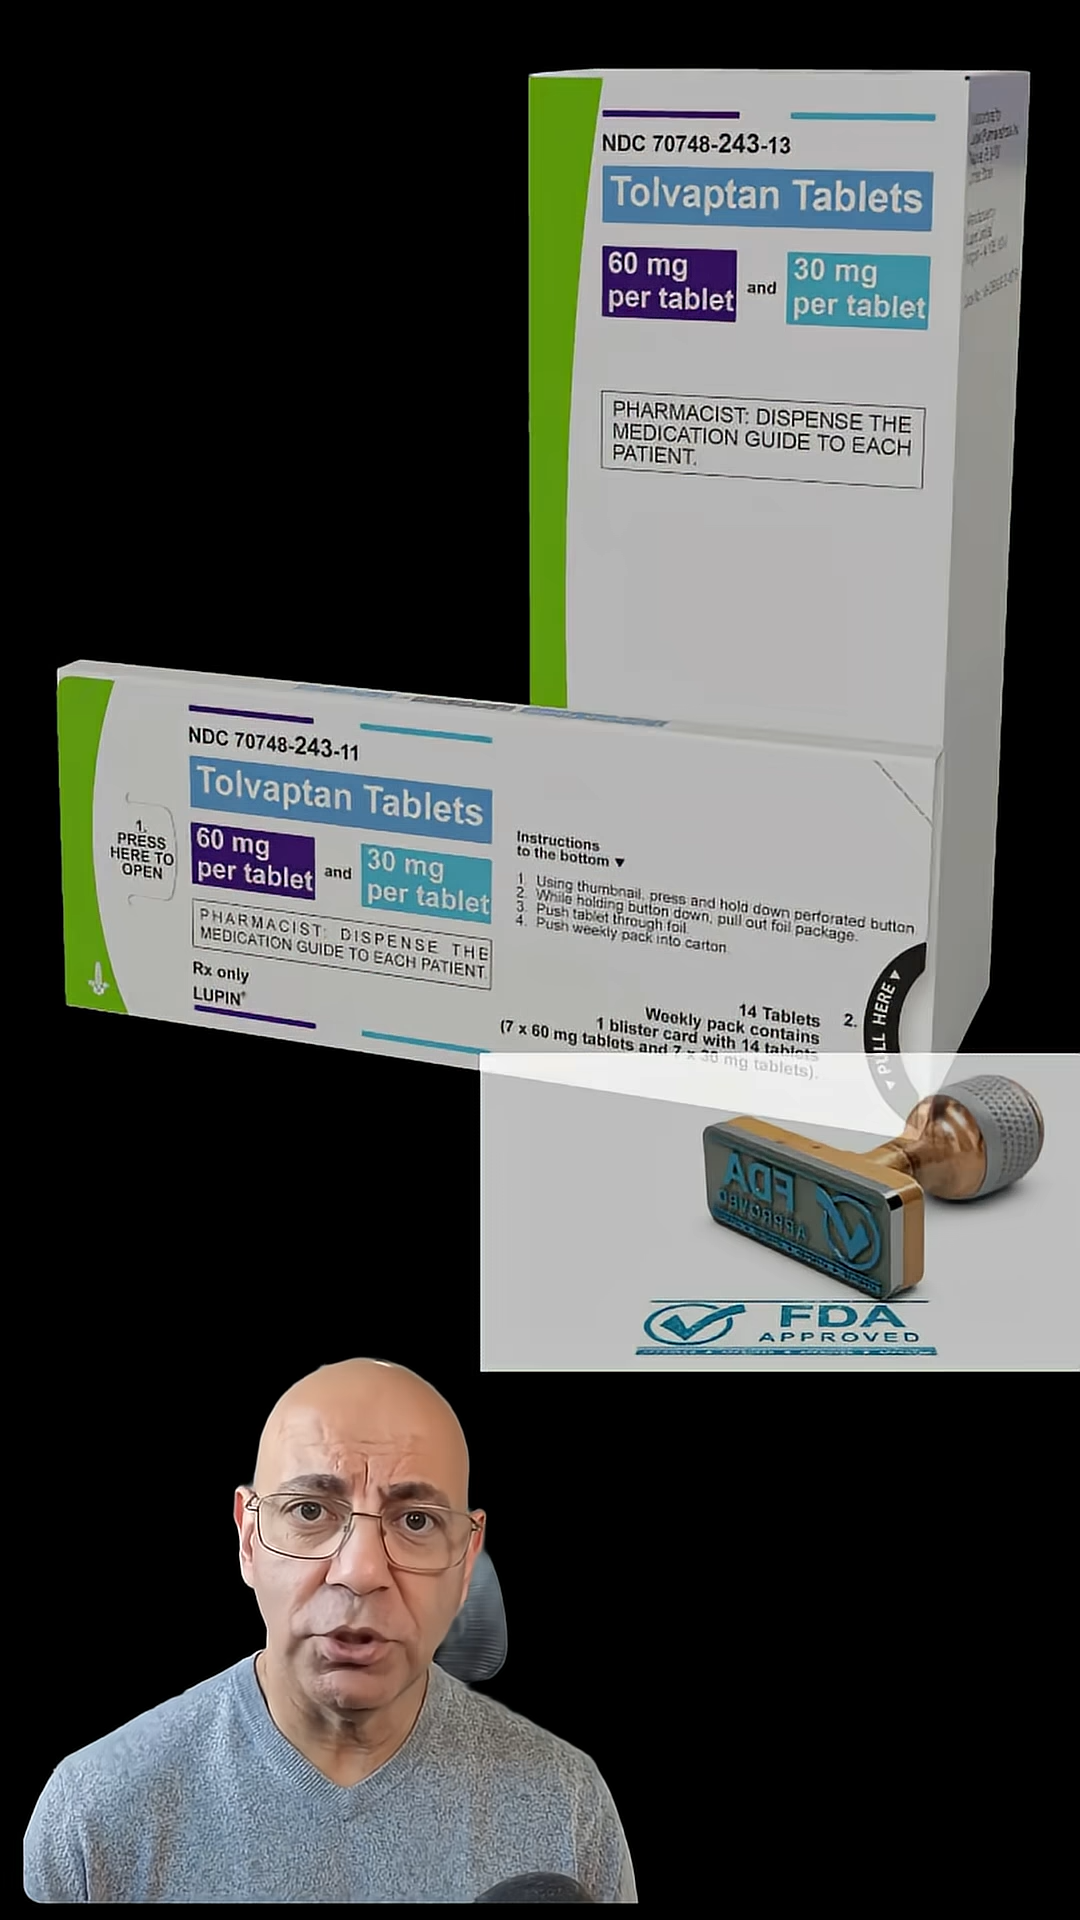 NDC 70748-243-13
Tolvaptan Tablets
60 mg
per tablet
and
30 mg
per tablet
PHARMACIST: DISPENSE THE
MEDICATION GUIDE TO EACH
PATIENT.
NDC 70748-243-11
Tolvaptan Tablets
60 mg
per tablet
and
30 mg
per tablet
1.
PRESS
HERE TO
OPEN
PHARMACIST: DISPENSE THE
MEDICATION GUIDE TO EACH PATIENT.
Rx only
LUPIN®
Instructions
to the bottom ▼
1. Using thumbnail, press and hold down perforated button.
2. While holding button down, pull out foil package.
3. Push tablet through foil.
4. Push weekly pack into carton.
14 Tablets
Weekly pack contains
1 blister card with 14 tablets
(7 x 60 mg tablets and 7 x 30 mg tablets).
2.
PULL HERE
FDA
APPROVED
FDA
APPROVED